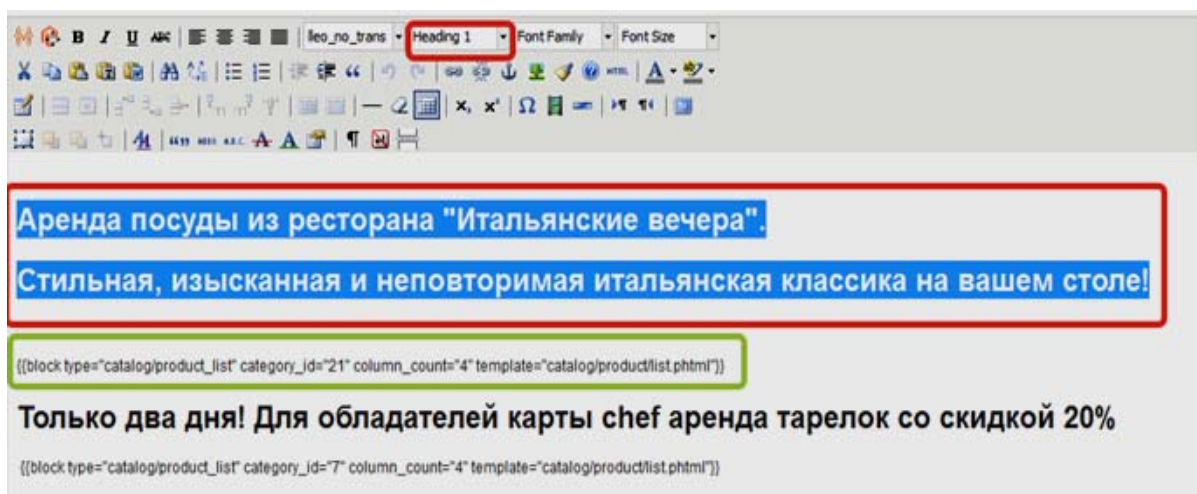 B I U ABC lleo_no_trans Heading 1 Font Family Font Size
HTML A
Аренда посуды из ресторана "Итальянские вечера".
Стильная, изысканная и неповторимая итальянская классика на вашем столе!
{{block type="catalog/product_list" category_id="21" column_count="4" template="catalog/product/list.phtml"}}
Только два дня! Для обладателей карты chef аренда тарелок со скидкой 20%
{{block type="catalog/product_list" category_id="7" column_count="4" template="catalog/product/list.phtml"}}